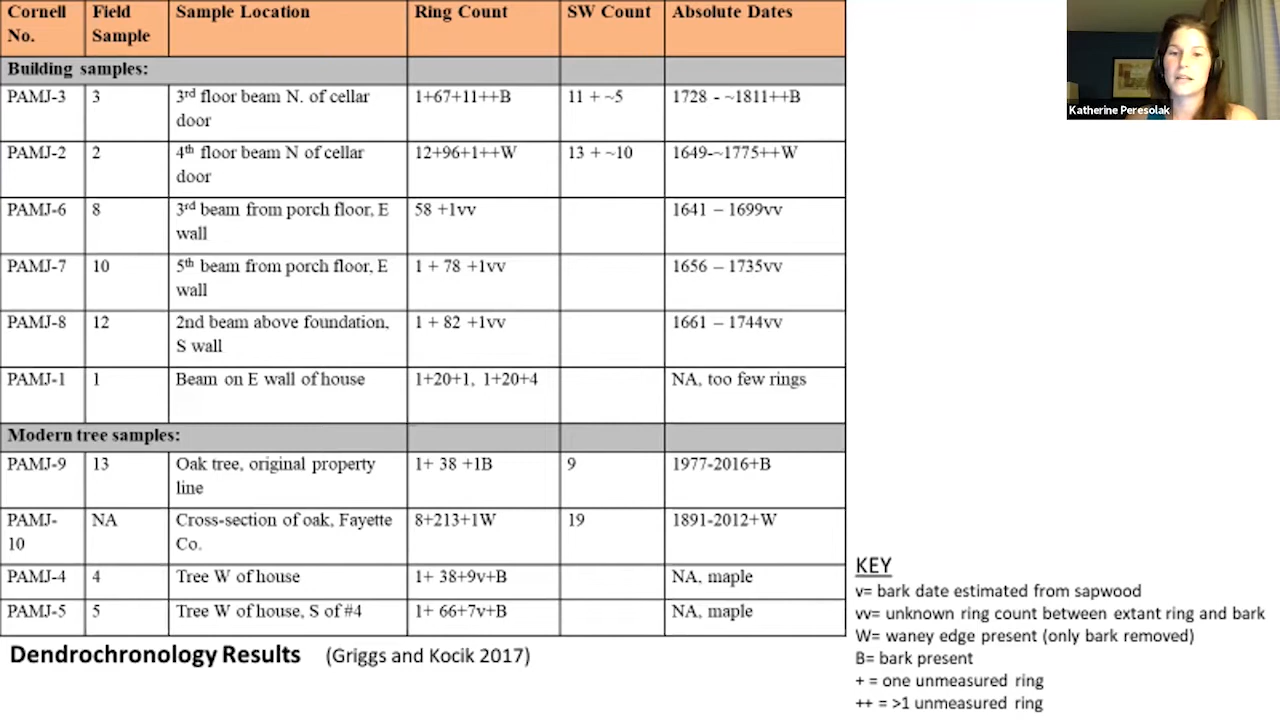 Cornell No. Field Sample Sample Location Ring Count SW Count Absolute Dates
Building samples:
PAMJ-3 3 3rd floor beam N. of cellar door 1+67+11++B 11 + ~5 1728 - ~1811++B
PAMJ-2 2 4th floor beam N of cellar door 12+96+1++W 13 + ~10 1649-~1775++W
PAMJ-6 8 3rd beam from porch floor, E wall 58 +1vv 1641 – 1699vv
PAMJ-7 10 5th beam from porch floor, E wall 1 + 78 +1vv 1656 – 1735vv
PAMJ-8 12 2nd beam above foundation, S wall 1 + 82 +1vv 1661 – 1744vv
PAMJ-1 1 Beam on E wall of house 1+20+1, 1+20+4 NA, too few rings
Modern tree samples:
PAMJ-9 13 Oak tree, original property line 1+ 38 +1B 9 1977-2016+B
PAMJ-10 NA Cross-section of oak, Fayette Co. 8+213+1W 19 1891-2012+W
PAMJ-4 4 Tree W of house 1+ 38+9v+B NA, maple
PAMJ-5 5 Tree W of house, S of #4 1+ 66+7v+B NA, maple
Dendrochronology Results (Griggs and Kocik 2017)
KEY
v= bark date estimated from sapwood
vv= unknown ring count between extant ring and bark
W= waney edge present (only bark removed)
B= bark present
+ = one unmeasured ring
++ = >1 unmeasured ring
Katherine Peresolak